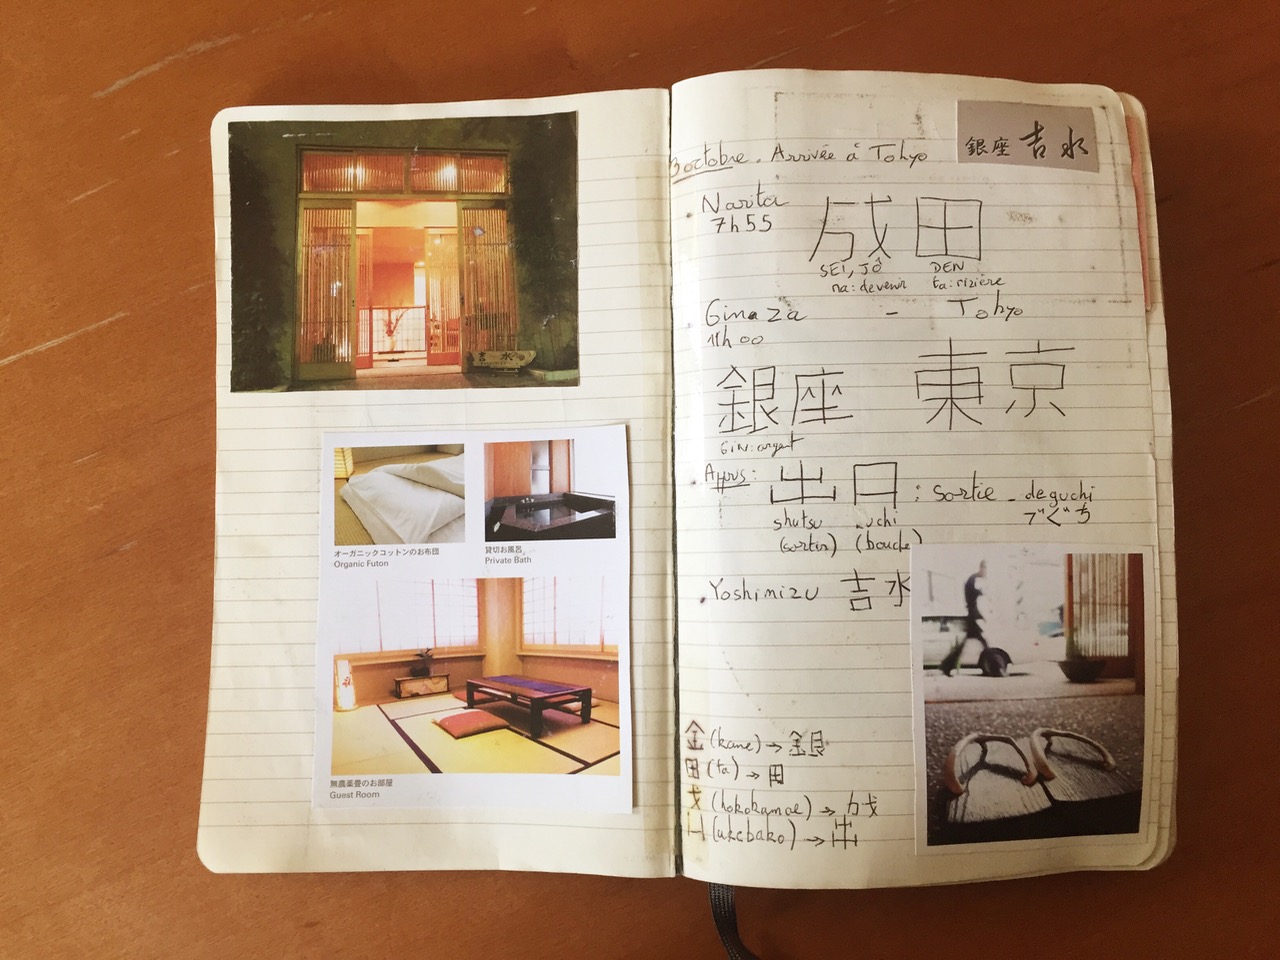 吉水
オーガニックコットンのお布団
Organic Futon
貸切お風呂
Private Bath
無農薬畳のお部屋
Guest Room
銀座 吉水
3 octobre. Arrivée à Tokyo
Narita 成田
7h55
SEI, JÔ DEN
na: devenir ta: rizière
Ginaza - Tokyo
11h00
銀座 東京
GIN: argent
Appris: 出口 : sortie - deguchi
でぐち
shutsu uchi
(sortir) (bouche)
Yoshimizu 吉水
金 (kane) → 銀
田 (ta) → 田
戈 (hokokamae) → 成
凵 (ukebako) → 出